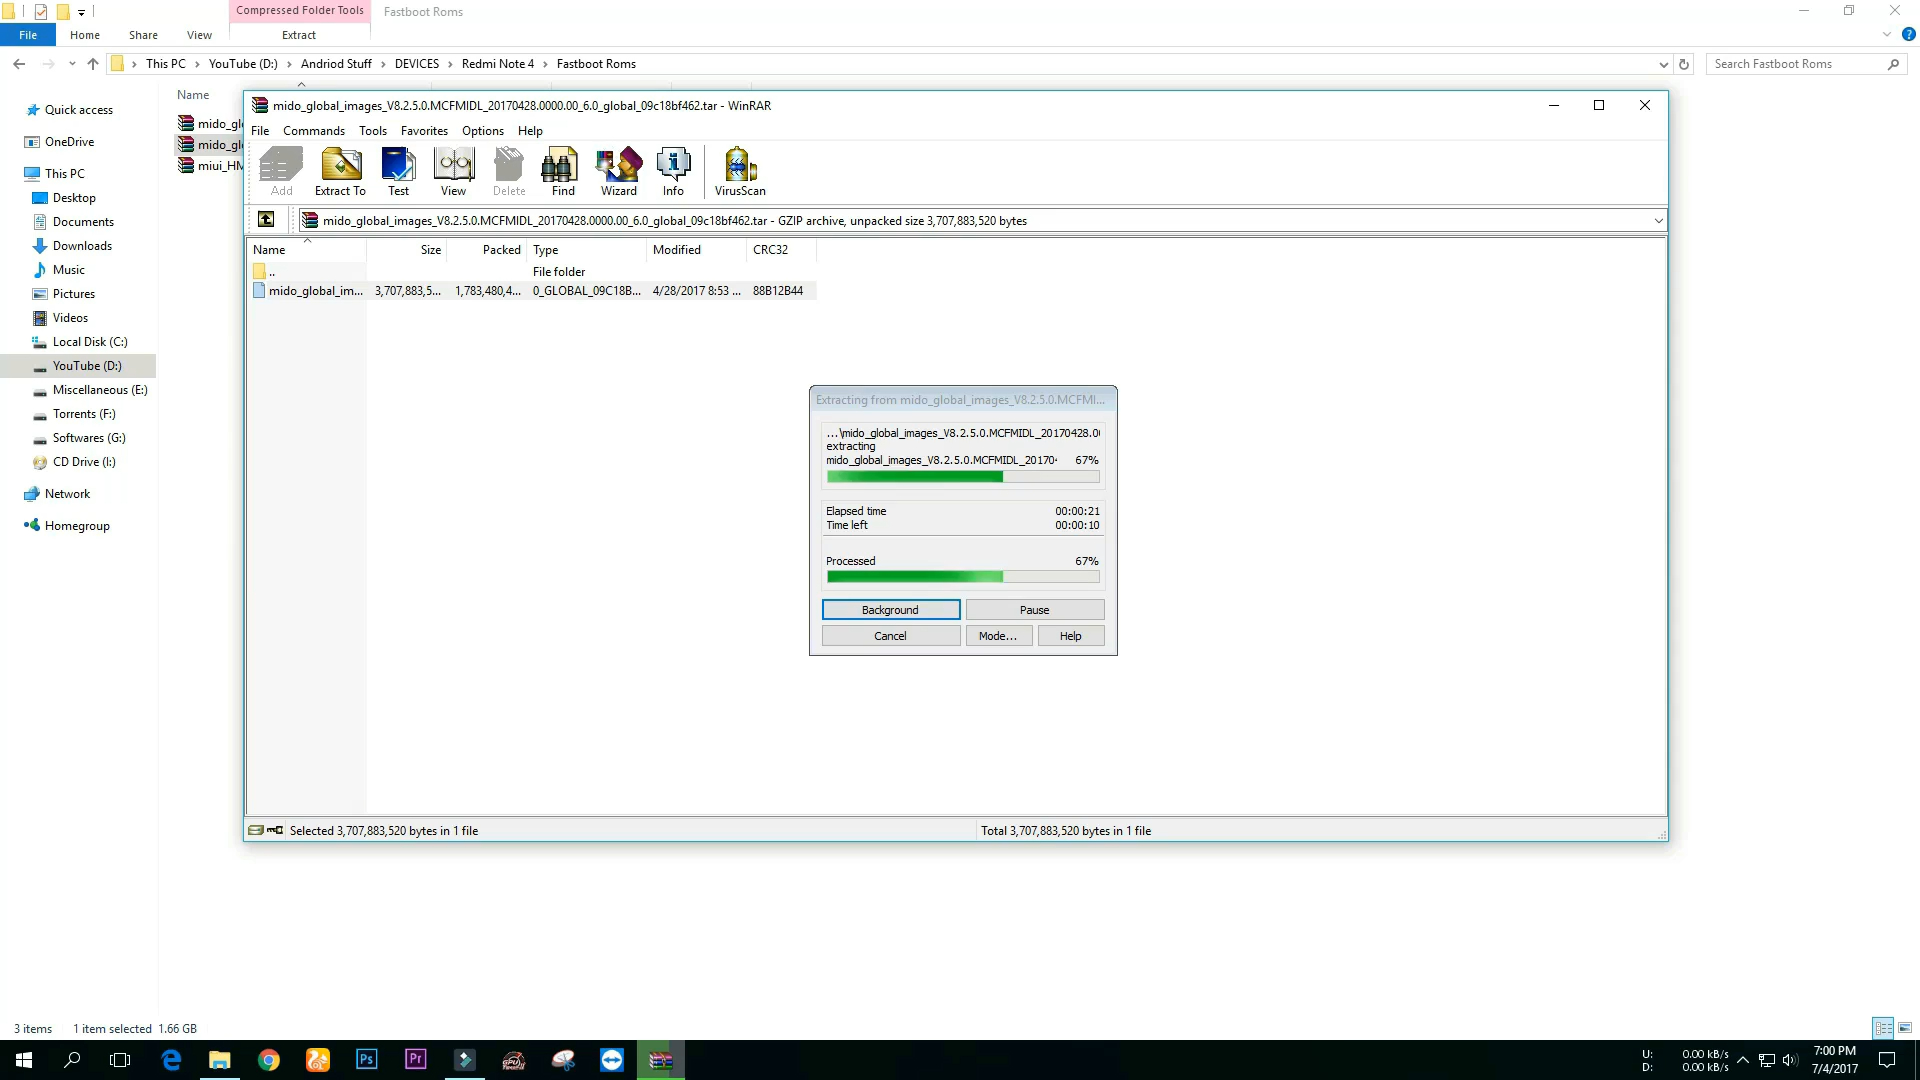 Compressed Folder Tools
Fastboot Roms
File
Home
Share
View
Extract
This PC
YouTube (D:)
Andriod Stuff
DEVICES
Redmi Note 4
Fastboot Roms
Search Fastboot Roms
Name
mido_glo
mido_glo
miui_HM
Quick access
OneDrive
This PC
Desktop
Documents
Downloads
Music
Pictures
Videos
Local Disk (C:)
YouTube (D:)
Miscellaneous (E:)
Torrents (F:)
Softwares (G:)
CD Drive (I:)
Network
Homegroup
mido_global_images_V8.2.5.0.MCFMIDL_20170428.0000.00_6.0_global_09c18bf462.tar - WinRAR
File Commands Tools Favorites Options Help
Add
Extract To
Test
View
Delete
Find
Wizard
Info
VirusScan
mido_global_images_V8.2.5.0.MCFMIDL_20170428.0000.00_6.0_global_09c18bf462.tar - GZIP archive, unpacked size 3,707,883,520 bytes
Name Size Packed Type Modified CRC32
.. File folder
mido_global_im... 3,707,883,5... 1,783,480,4... 0_GLOBAL_09C18B... 4/28/2017 8:53 ... 88B12B44
Extracting from mido_global_images_V8.2.5.0.MCFMI...
...\mido_global_images_V8.2.5.0.MCFMIDL_20170428.00
extracting
mido_global_images_V8.2.5.0.MCFMIDL_20170 67%
Elapsed time 00:00:21
Time left 00:00:10
Processed 67%
Background
Pause
Cancel
Mode...
Help
Selected 3,707,883,520 bytes in 1 file
Total 3,707,883,520 bytes in 1 file
3 items 1 item selected 1.66 GB
Ps
Pr
U: 0.00 kB/s
D: 0.00 kB/s
7:00 PM
7/4/2017